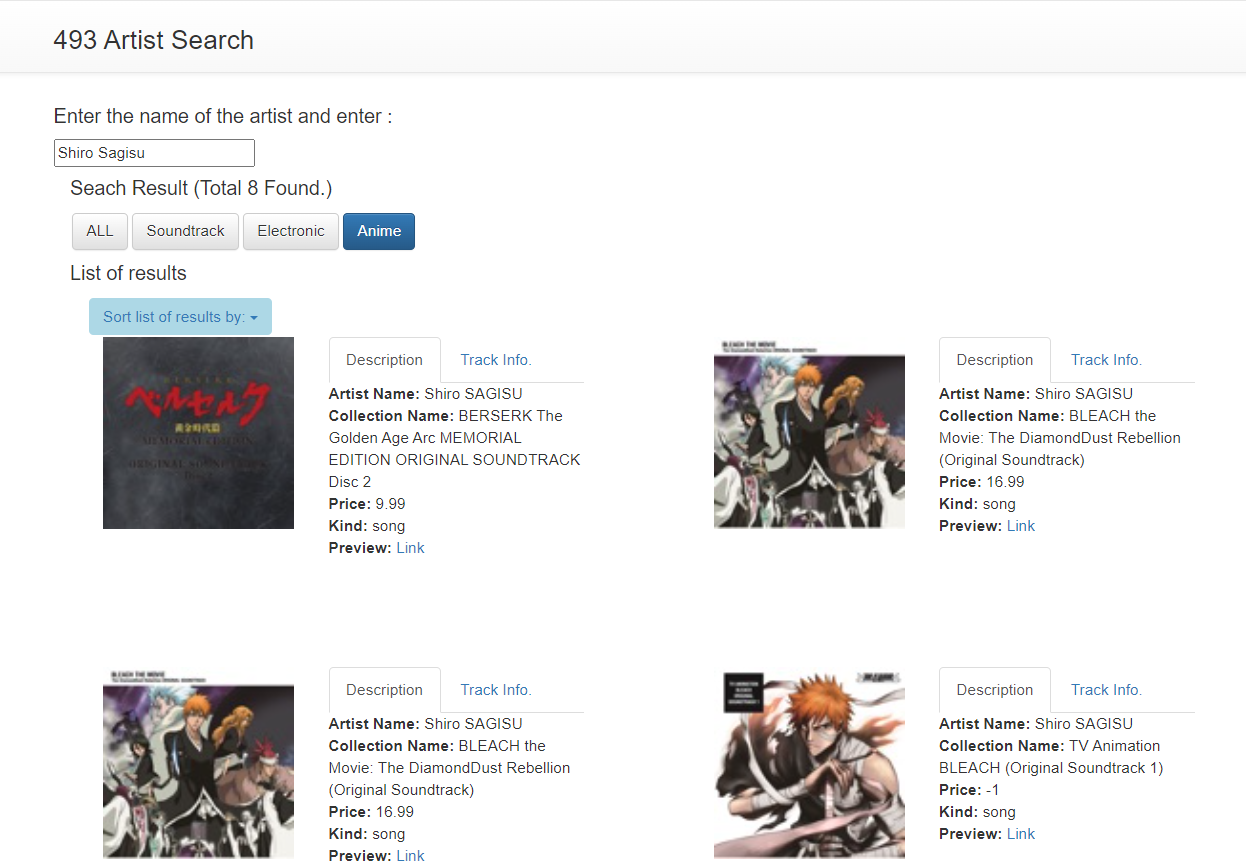 493 Artist Search
Enter the name of the artist and enter :
Shiro Sagisu
Seach Result (Total 8 Found.)
ALL Soundtrack Electronic Anime
List of results
Sort list of results by:
ベルセルク
黄金時代篇
MEMORIAL EDITION
Description Track Info.
Artist Name: Shiro SAGISU
Collection Name: BERSERK The
Golden Age Arc MEMORIAL
EDITION ORIGINAL SOUNDTRACK
Disc 2
Price: 9.99
Kind: song
Preview: Link
BLEACH THE MOVIE
Description Track Info.
Artist Name: Shiro SAGISU
Collection Name: BLEACH the
Movie: The DiamondDust Rebellion
(Original Soundtrack)
Price: 16.99
Kind: song
Preview: Link
BLEACH THE MOVIE
Description Track Info.
Artist Name: Shiro SAGISU
Collection Name: BLEACH the
Movie: The DiamondDust Rebellion
(Original Soundtrack)
Price: 16.99
Kind: song
Preview: Link
Description Track Info.
Artist Name: Shiro SAGISU
Collection Name: TV Animation
BLEACH (Original Soundtrack 1)
Price: -1
Kind: song
Preview: Link